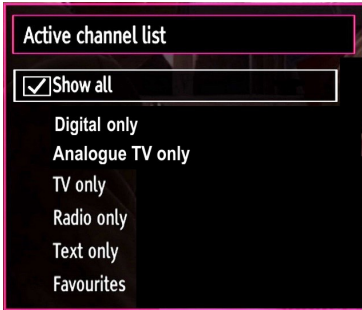 Active channel list
Show all
Digital only
Analogue TV only
TV only
Radio only
Text only
Favourites